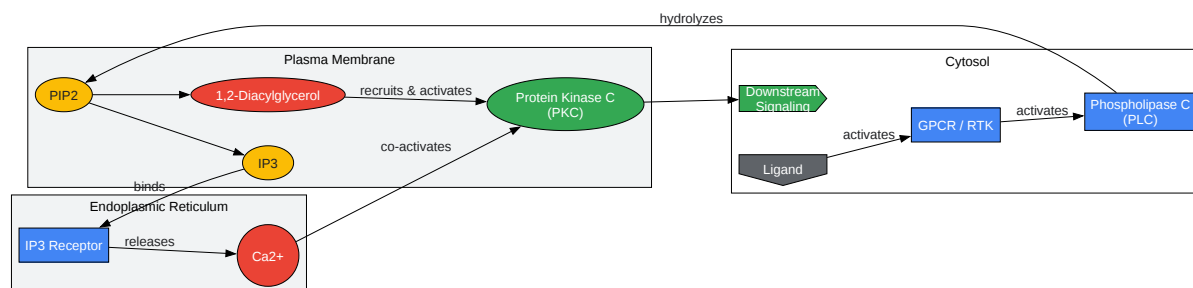 hydrolyzes
Plasma Membrane
Cytosol
PIP2
1,2-Diacylglycerol
recruits & activates
Protein Kinase C
(PKC)
Downstream
Signaling
Phospholipase C
(PLC)
activates
GPCR / RTK
activates
Ligand
co-activates
IP3
binds
Endoplasmic Reticulum
IP3 Receptor
releases
Ca2+